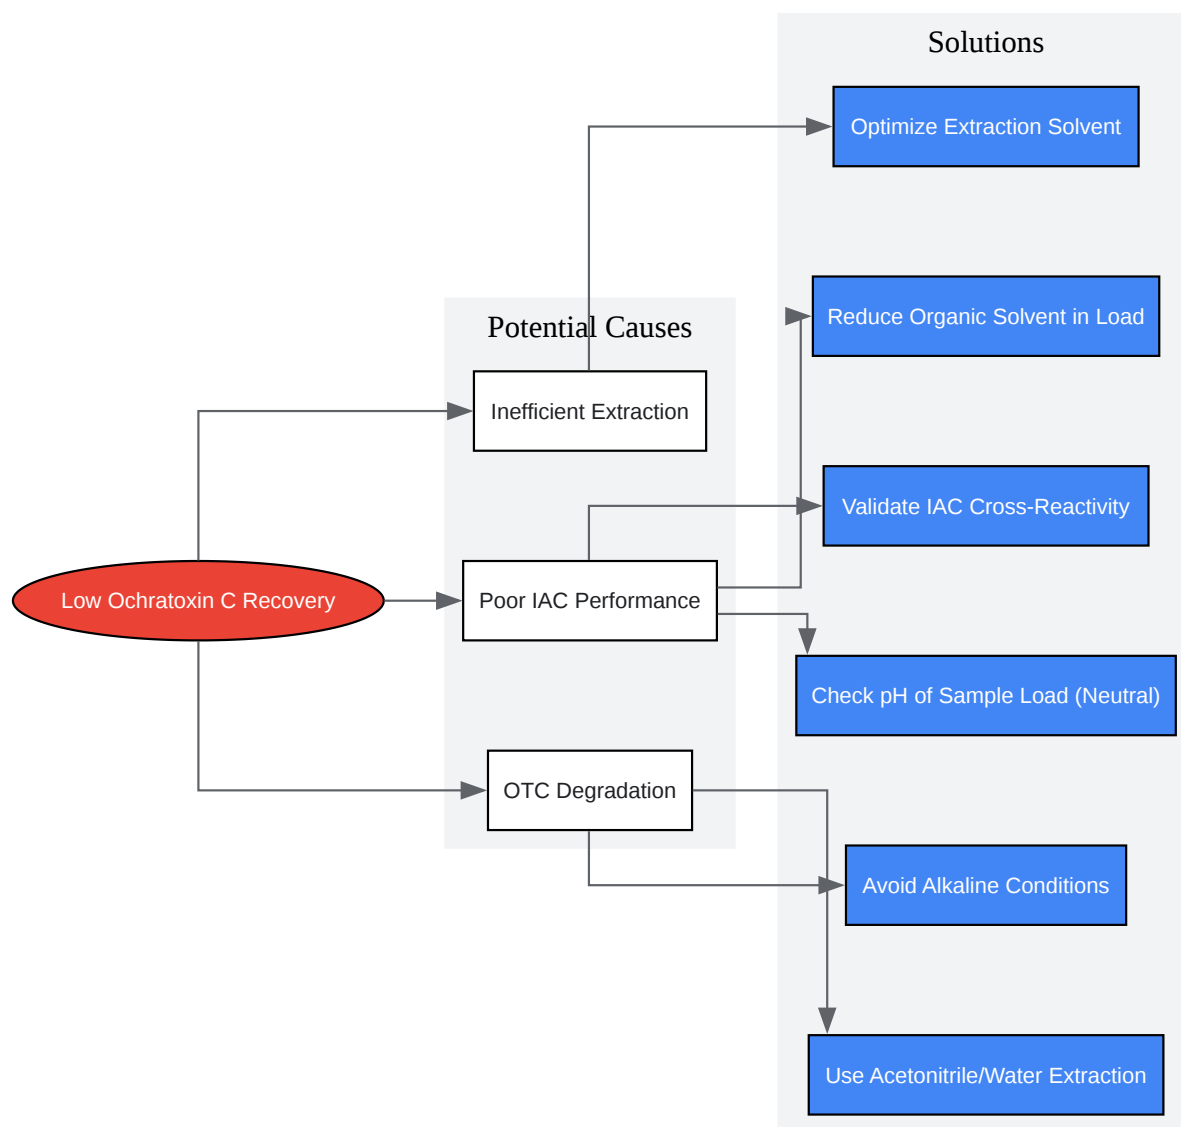 Solutions
Optimize Extraction Solvent
Reduce Organic Solvent in Load
Potential Causes
Inefficient Extraction
Validate IAC Cross-Reactivity
Low Ochratoxin C Recovery
Poor IAC Performance
Check pH of Sample Load (Neutral)
OTC Degradation
Avoid Alkaline Conditions
Use Acetonitrile/Water Extraction